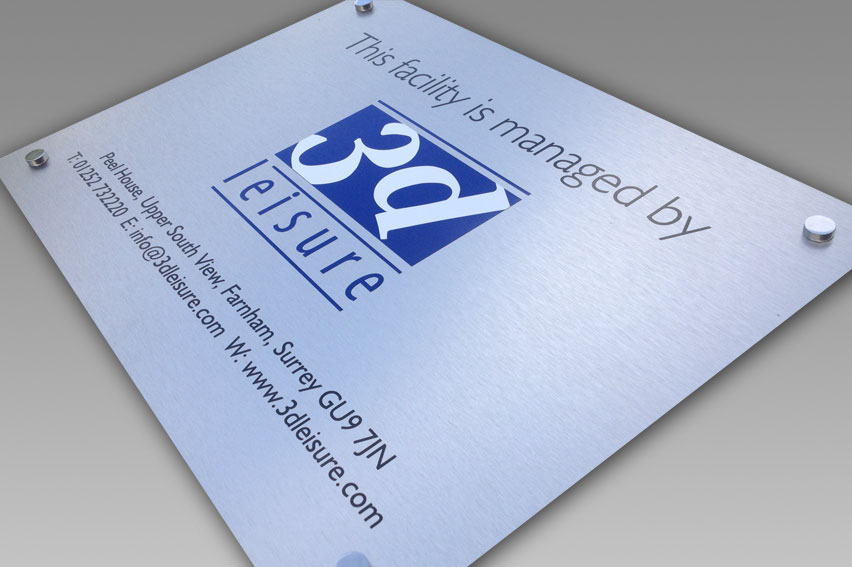 This facility is managed by
3d
leisure
Peel House, Upper South View, Farnham, Surrey GU9 7JN
T: 01252 732220 E: info@3dleisure.com W: www.3dleisure.com